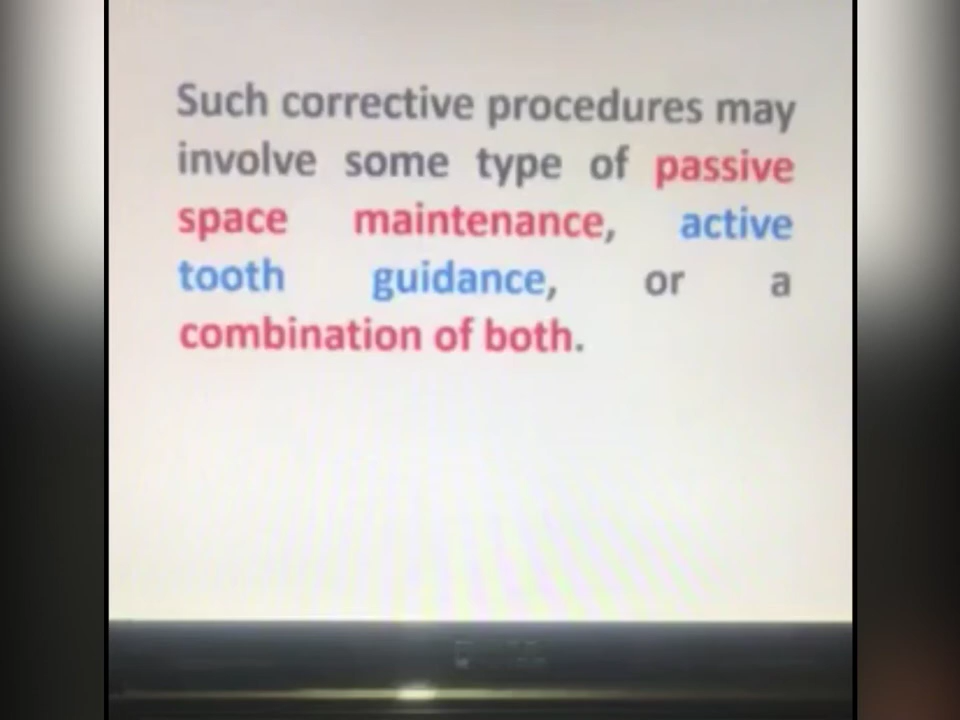 Such corrective procedures may
involve some type of passive
space maintenance, active
tooth guidance, or a
combination of both.